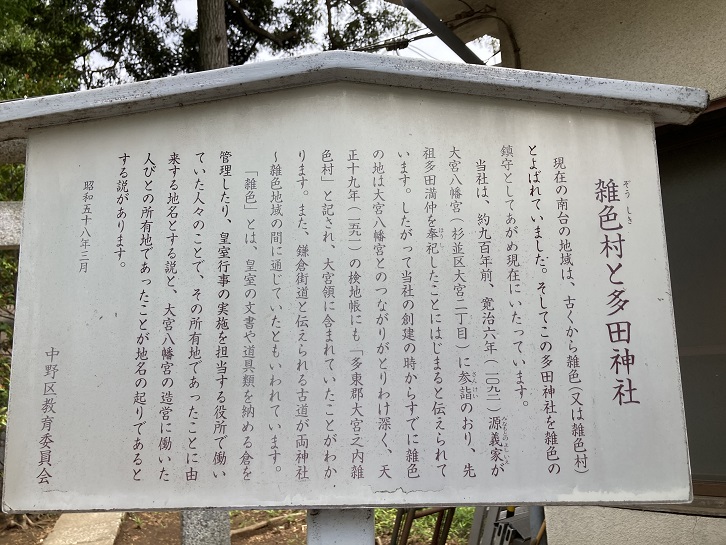 雑色村と多田神社
ぞう しき
現在の南台の地域は、古くから雑色(又は雑色村)
とよばれていました。そしてこの多田神社を雑色の
鎮守としてあがめ現在にいたっています。
当社は、約九百年前、寛治六年(一〇九二)源義家が
みなもとのよしいえ
大宮八幡宮(杉並区大宮二丁目)に参詣のおり、先
さんけい
祖多田満仲を奉祀したことにはじまると伝えられて
ほうし
います。したがって当社の創建の時からすでに雑色
の地は大宮八幡宮とのつながりがとりわけ深く、天
正十九年(一五九一)の検地帳にも「多東郡大宮之内雑
色村」と記され、大宮領に含まれていたことがわか
ります。また、鎌倉街道と伝えられる古道が両神社
〜雑色地域の間に通じていたともいわれています。
「雑色」とは、皇室の文書や道具類を納める倉を
管理したり、皇室行事の実施を担当する役所で働い
ていた人々のことで、その所有地であったことに由
来する地名とする説と、大宮八幡宮の造営に働いた
人びとの所有地であったことが地名の起りであると
する説があります。
昭和五十八年三月
中野区教育委員会